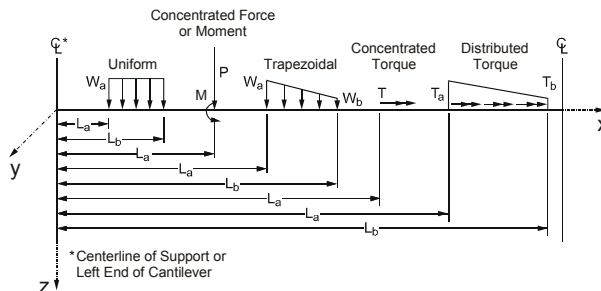 Concentrated Force
or Moment
℄*
Uniform
Trapezoidal
Concentrated
Torque
Distributed
Torque
℄
Wa
P
M
Wa
Wb
T
Ta
Tb
x
La
Lb
La
La
Lb
La
La
Lb
y
*Centerline of Support or
Left End of Cantilever
z